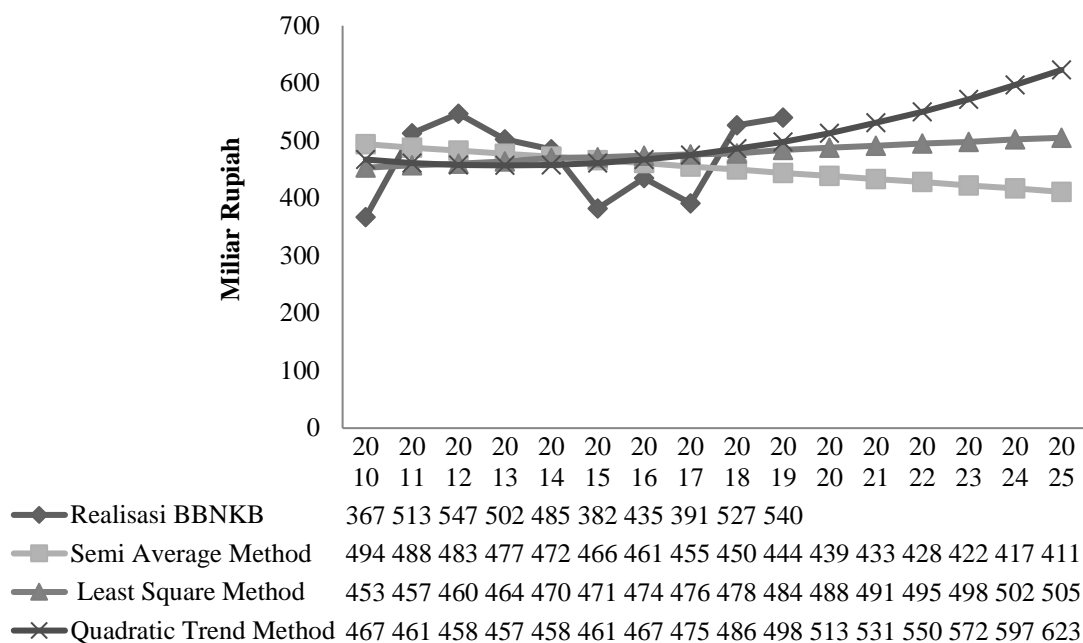 700
600
500
400
300
200
100
0
Miliar Rupiah
20 20 20 20 20 20 20 20 20 20 20 20 20 20 20 20
10 11 12 13 14 15 16 17 18 19 20 21 22 23 24 25
Realisasi BBNKB 367 513 547 502 485 382 435 391 527 540
Semi Average Method 494 488 483 477 472 466 461 455 450 444 439 433 428 422 417 411
Least Square Method 453 457 460 464 470 471 474 476 478 484 488 491 495 498 502 505
Quadratic Trend Method 467 461 458 457 458 461 467 475 486 498 513 531 550 572 597 623